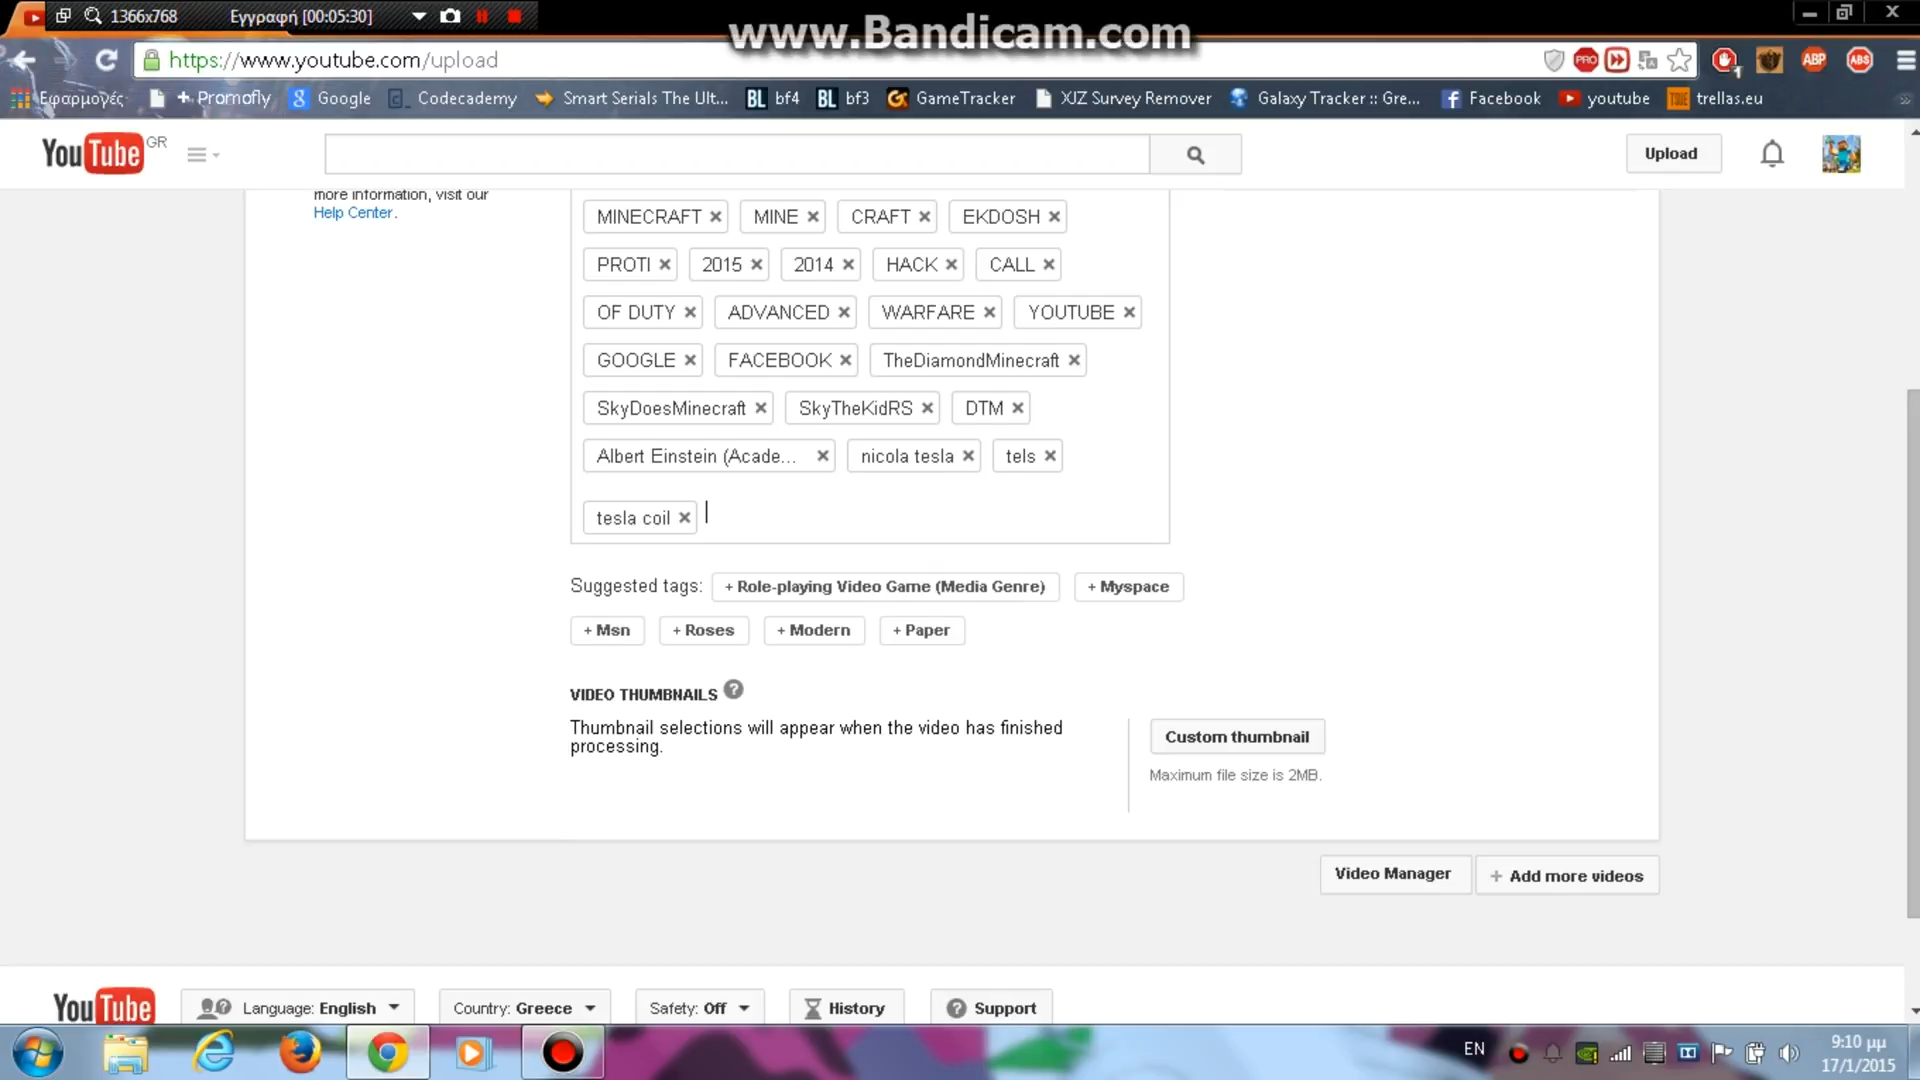 1366x768 Εγγραφή [00:05:30]
www.Bandicam.com
https://www.youtube.com/upload
PRO 1 ABP ABS
Εφαρμογές + Promofly Google Codecademy Smart Serials The Ult... BL bf4 BL bf3 GameTracker XJZ Survey Remover Galaxy Tracker :: Gre... Facebook youtube trellas.eu
YouTube GR Upload
more information, visit our
Help Center.
MINECRAFT MINE CRAFT EKDOSH
PROTI 2015 2014 HACK CALL
OF DUTY ADVANCED WARFARE YOUTUBE
GOOGLE FACEBOOK TheDiamondMinecraft
SkyDoesMinecraft SkyTheKidRS DTM
Albert Einstein (Acade... nicola tesla tels
tesla coil
Suggested tags: + Role-playing Video Game (Media Genre) + Myspace
+ Msn + Roses + Modern + Paper
VIDEO THUMBNAILS ?
Thumbnail selections will appear when the video has finished
processing.
Custom thumbnail
Maximum file size is 2MB.
Video Manager + Add more videos
YouTube Language: English Country: Greece Safety: Off History Support
EN 9:10 μμ
17/1/2015